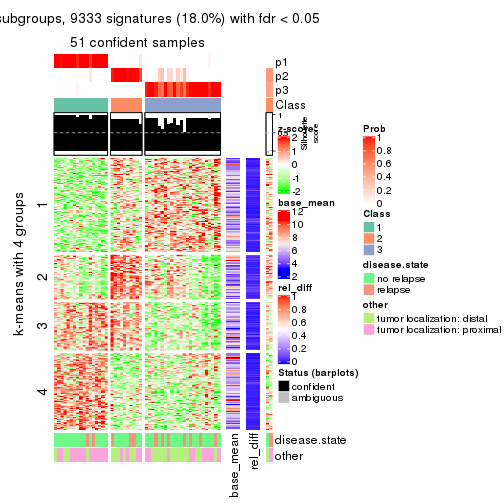 subgroups, 9333 signatures (18.0%) with fdr < 0.05
51 confident samples
p1
p2
p3
Class
1
0.5
0
Silhouette
score
k-means with 4 groups
1
2
3
4
z-score
2
1
0
-1
-2
base_mean
12
10
8
6
4
2
rel_diff
1
0.8
0.6
0.4
0.2
0
Status (barplots)
confident
ambiguous
Prob
1
0.8
0.6
0.4
0.2
0
Class
1
2
3
disease.state
no relapse
relapse
other
tumor localization: distal
tumor localization: proximal
disease.state
other
base_mean
rel_diff